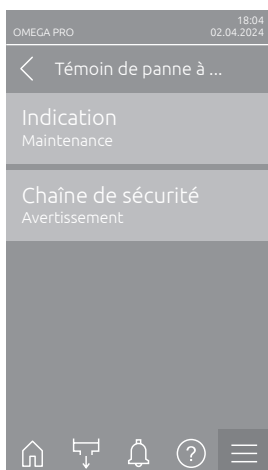 18:04
OMEGA PRO 02.04.2024
Témoin de panne à ...
Indication
Maintenance
Chaîne de sécurité
Avertissement
?